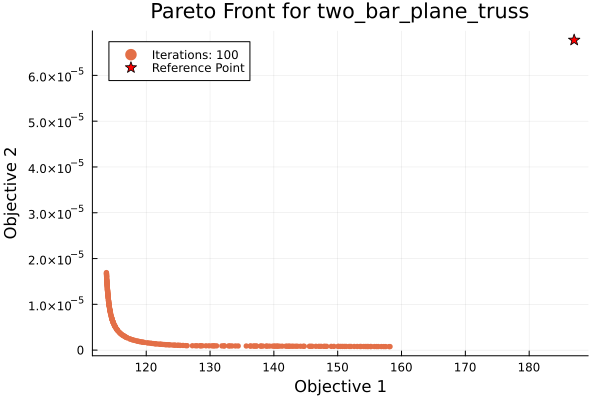 Pareto Front for two_bar_plane_truss
Iterations: 100
Reference Point
Objective 2
6.0×10⁻⁵
5.0×10⁻⁵
4.0×10⁻⁵
3.0×10⁻⁵
2.0×10⁻⁵
1.0×10⁻⁵
0
120 130 140 150 160 170 180
Objective 1